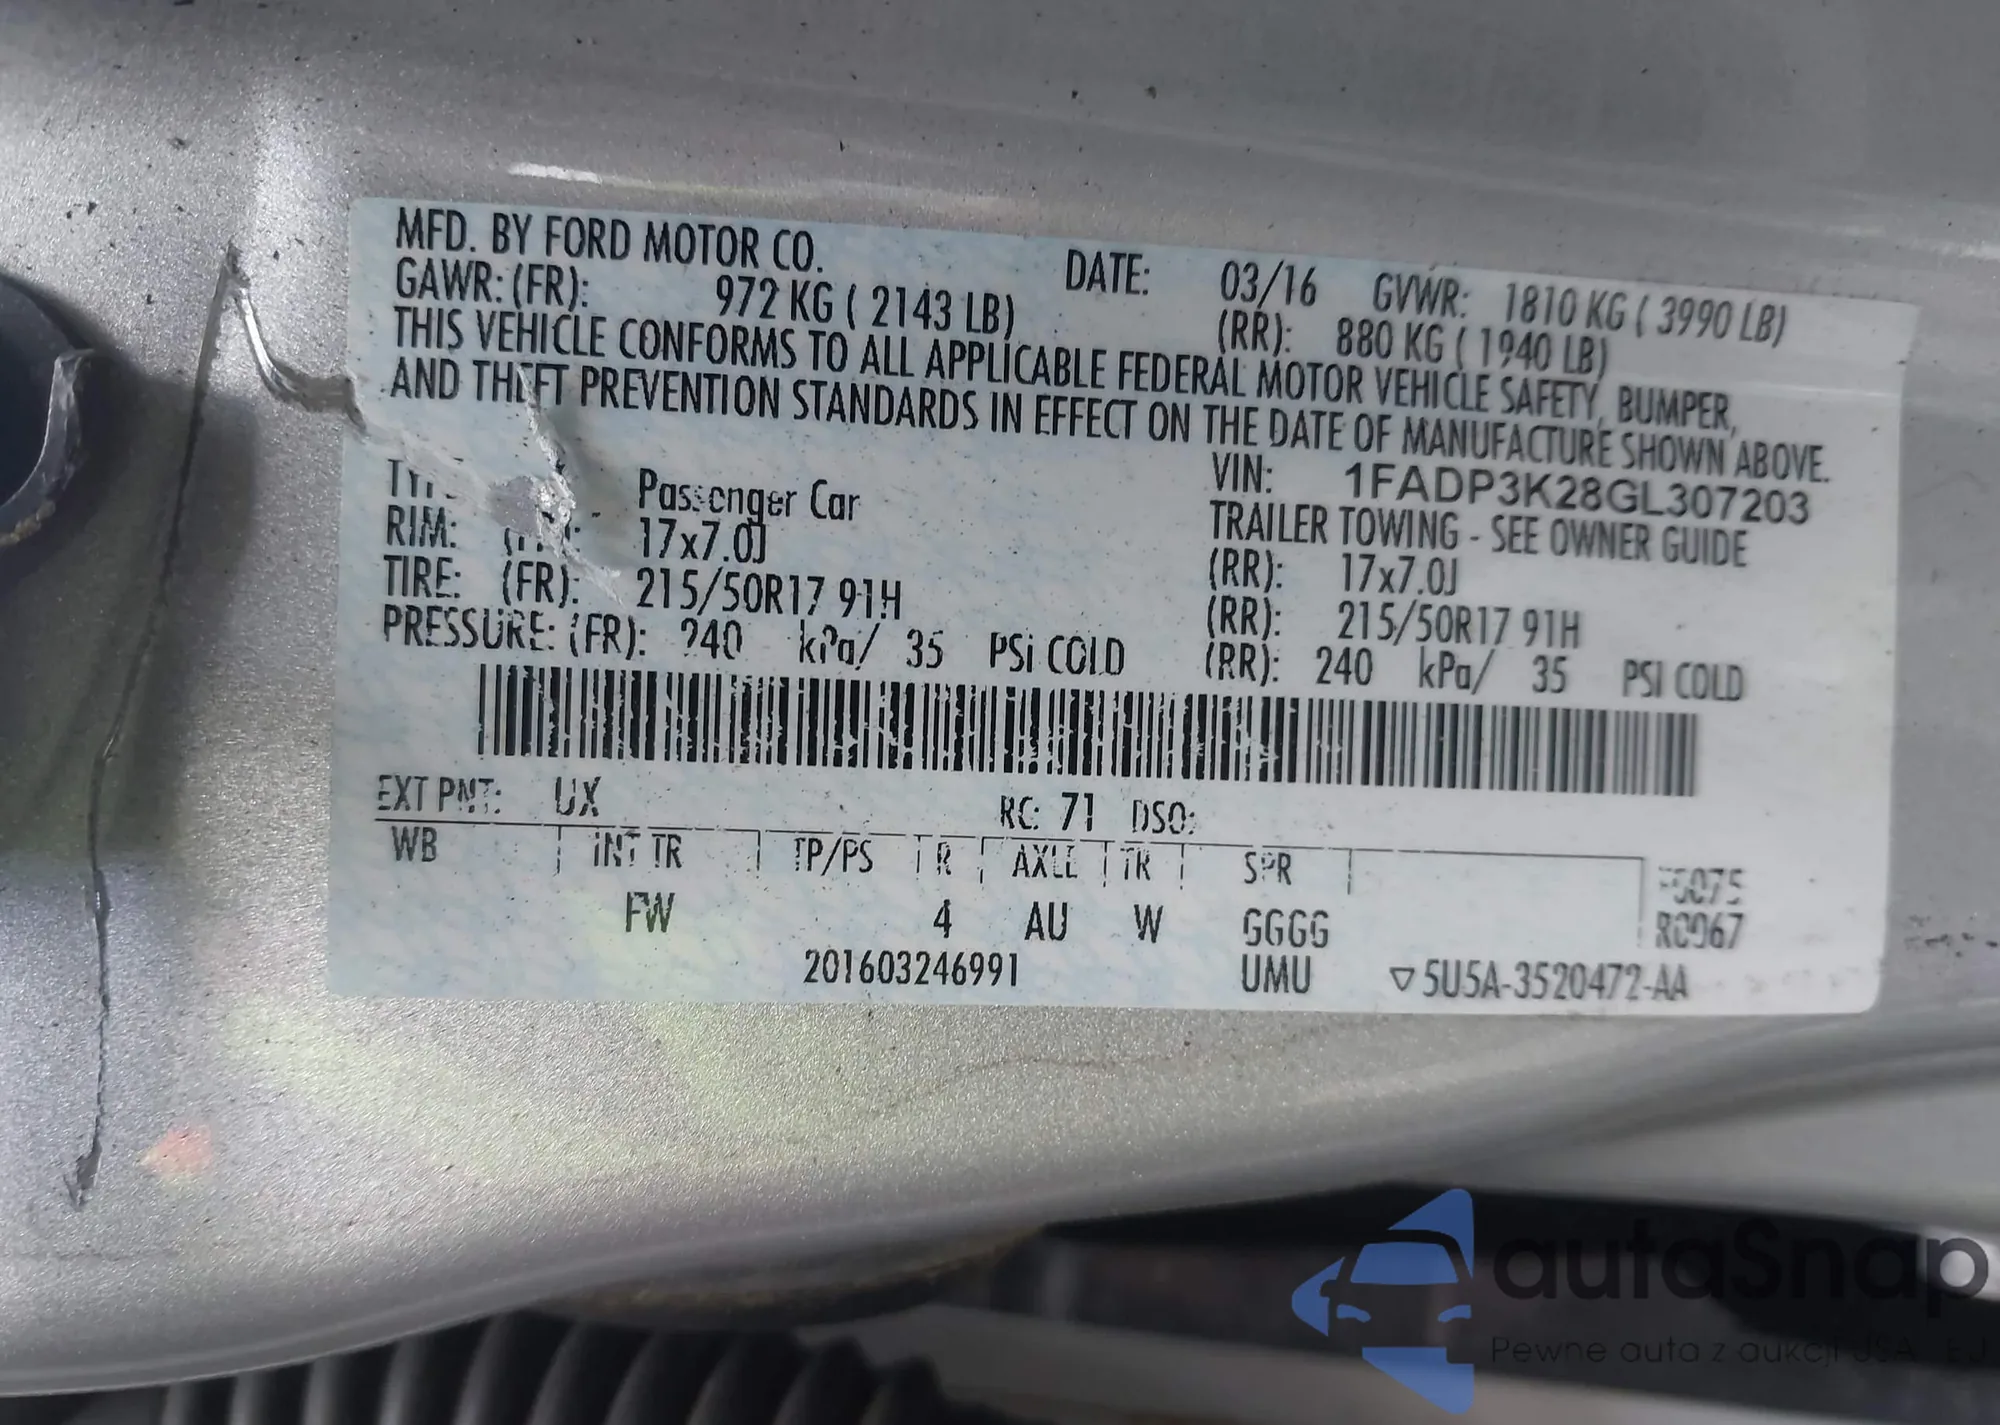 MFD. BY FORD MOTOR CO. DATE: 03/16 GVWR: 1810 KG ( 3990 LB)
GAWR: (FR): 972 KG ( 2143 LB) (RR): 880 KG ( 1940 LB)
THIS VEHICLE CONFORMS TO ALL APPLICABLE FEDERAL MOTOR VEHICLE SAFETY, BUMPER,
AND THEFT PREVENTION STANDARDS IN EFFECT ON THE DATE OF MANUFACTURE SHOWN ABOVE.
VIN: 1FADP3K28GL307203
Passenger Car TRAILER TOWING - SEE OWNER GUIDE
RIM: 17x7.0J (RR): 17x7.0J
TIRE: (FR): 215/50R17 91H (RR): 215/50R17 91H
PRESSURE: (FR): 240 kPa/ 35 PSi COLD (RR): 240 kPa/ 35 PSI COLD
EXT PNT: UX RC: 71 DSO:
WB INT TR TP/PS R AXLE TR SPR
FW 4 AU W GGGG
201603246991 UMU ▽5U5A-3520472-AA
autaSnap
Pewne auta z aukcji USA